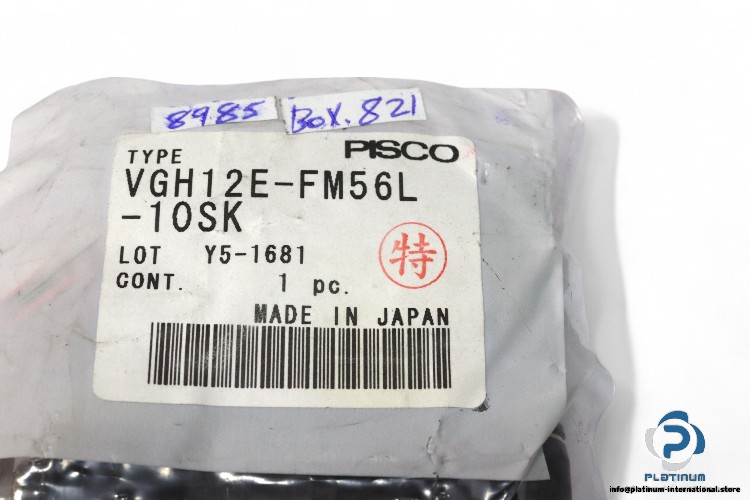 8985
BOX.821
TYPE PISCO
VGH12E-FM56L
-10SK
LOT Y5-1681
特
CONT. 1 pc.
MADE IN JAPAN
PLATINUM
info@platinum-international.store